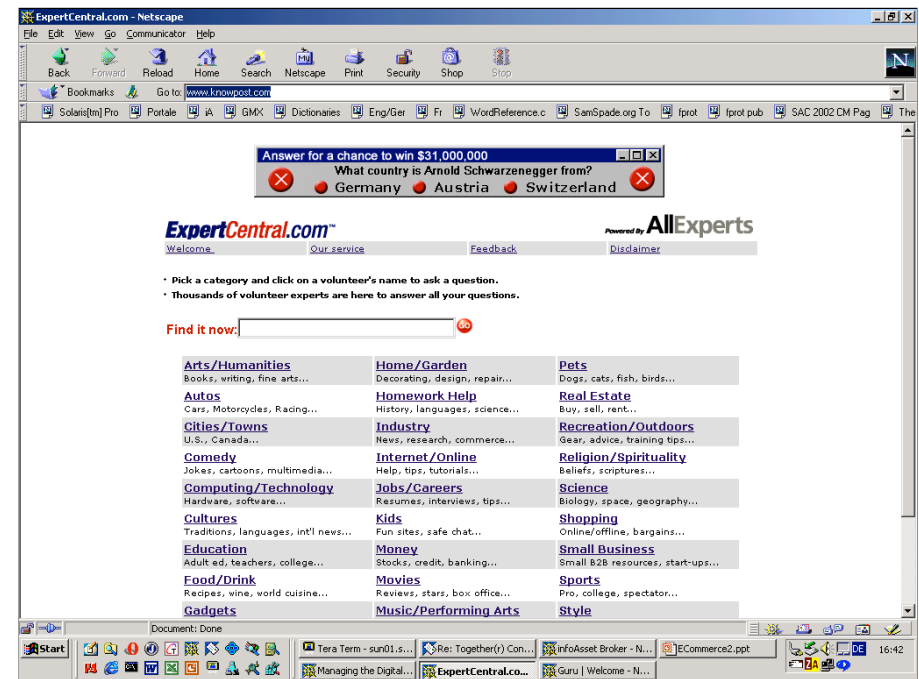 ExpertCentral.com - Netscape
File Edit View Go Communicator Help
Back Forward Reload Home Search Netscape Print Security Shop Stop
Bookmarks Go to: www.knowpost.com
Solaris[tm] Pro Portale iA GMX Dictionaries Eng/Ger Fr WordReference.c SamSpade.org To fprot fprot pub SAC 2002 CM Pag The
Answer for a chance to win $31,000,000
What country is Arnold Schwarzenegger from?
Germany Austria Switzerland
ExpertCentral.com™ Powered By AllExperts
Welcome Our service Feedback Disclaimer
· Pick a category and click on a volunteer's name to ask a question.
· Thousands of volunteer experts are here to answer all your questions.
Find it now: GO
Arts/Humanities Home/Garden Pets
Books, writing, fine arts... Decorating, design, repair... Dogs, cats, fish, birds...
Autos Homework Help Real Estate
Cars, Motorcycles, Racing... History, languages, science... Buy, sell, rent...
Cities/Towns Industry Recreation/Outdoors
U.S., Canada... News, research, commerce... Gear, advice, training tips...
Comedy Internet/Online Religion/Spirituality
Jokes, cartoons, multimedia... Help, tips, tutorials... Beliefs, scriptures...
Computing/Technology Jobs/Careers Science
Hardware, software... Resumes, interviews, tips... Biology, space, geography...
Cultures Kids Shopping
Traditions, languages, int'l news... Fun sites, safe chat... Online/offline, bargains...
Education Money Small Business
Adult ed, teachers, college... Stocks, credit, banking... Small B2B resources, start-ups...
Food/Drink Movies Sports
Recipes, wine, world cuisine... Reviews, stars, box office... Pro, college, spectator...
Gadgets Music/Performing Arts Style
Document: Done
Start Tera Term - sun01.s... Re: Together(r) Con... infoAsset Broker - N... ECommerce2.ppt DE 16:42
Managing the Digital... ExpertCentral.co... Guru | Welcome - N...